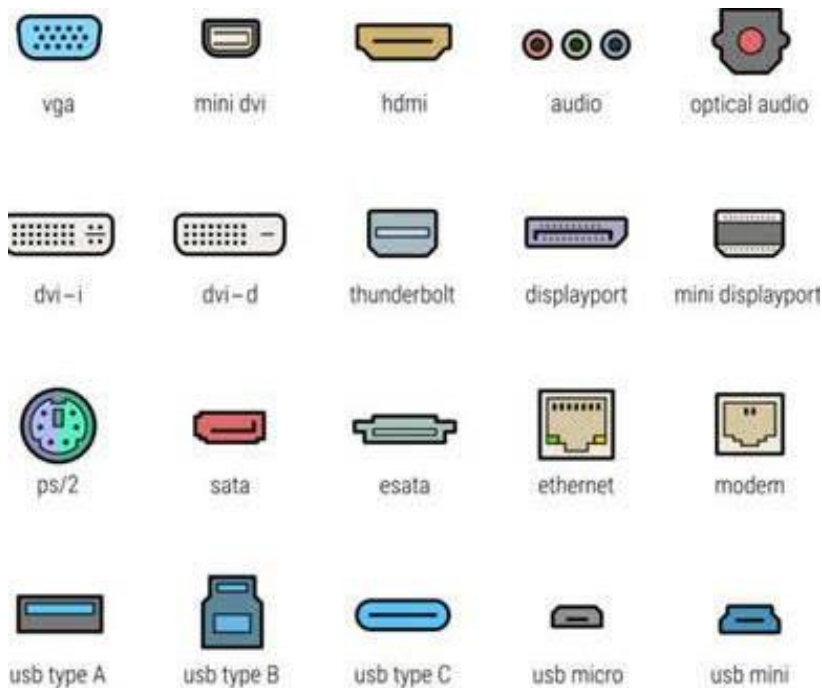 vga
mini dvi
hdmi
audio
optical audio
dvi-i
dvi-d
thunderbolt
displayport
mini displayport
ps/2
sata
esata
ethernet
modem
usb type A
usb type B
usb type C
usb micro
usb mini